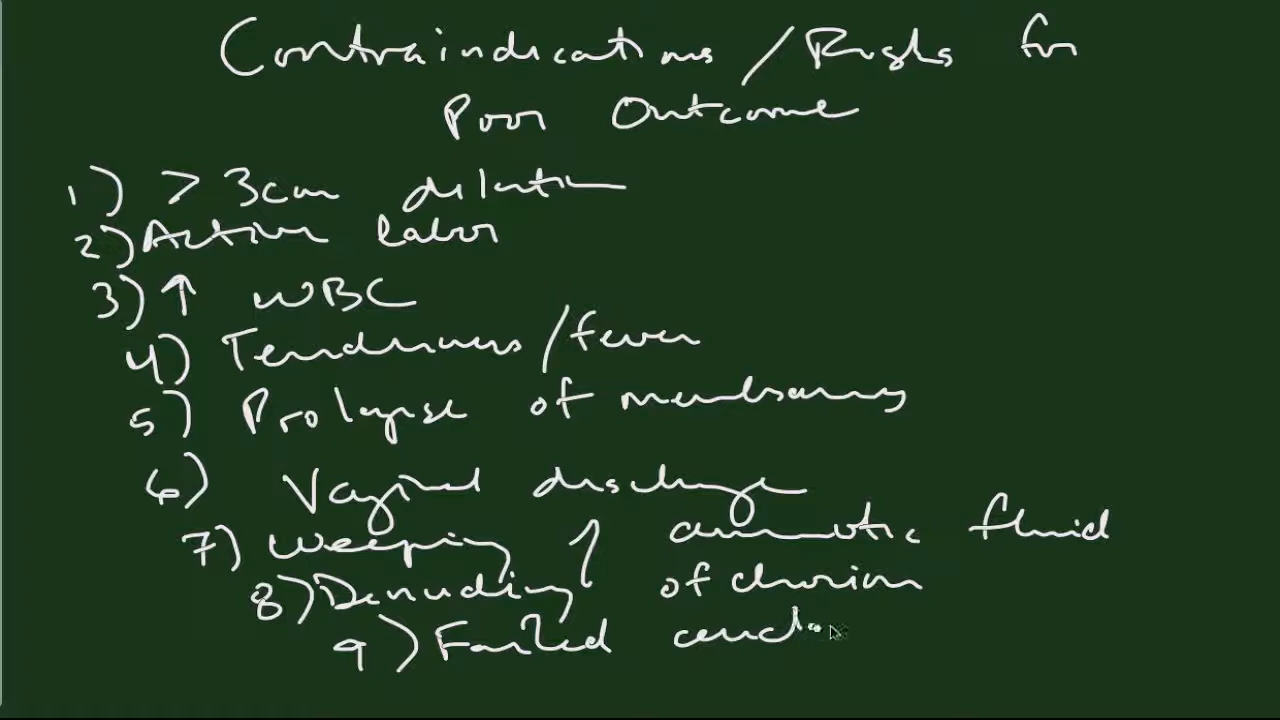 Contraindications / Risks for
Poor Outcome
1) > 3cm dilation
2) Active labor
3) ↑ WBC
4) Tenderness / fever
5) Prolapse of membranes
6) Vaginal discharge
7) Weeping of amniotic fluid
8) Denuding of chorion
9) Failed